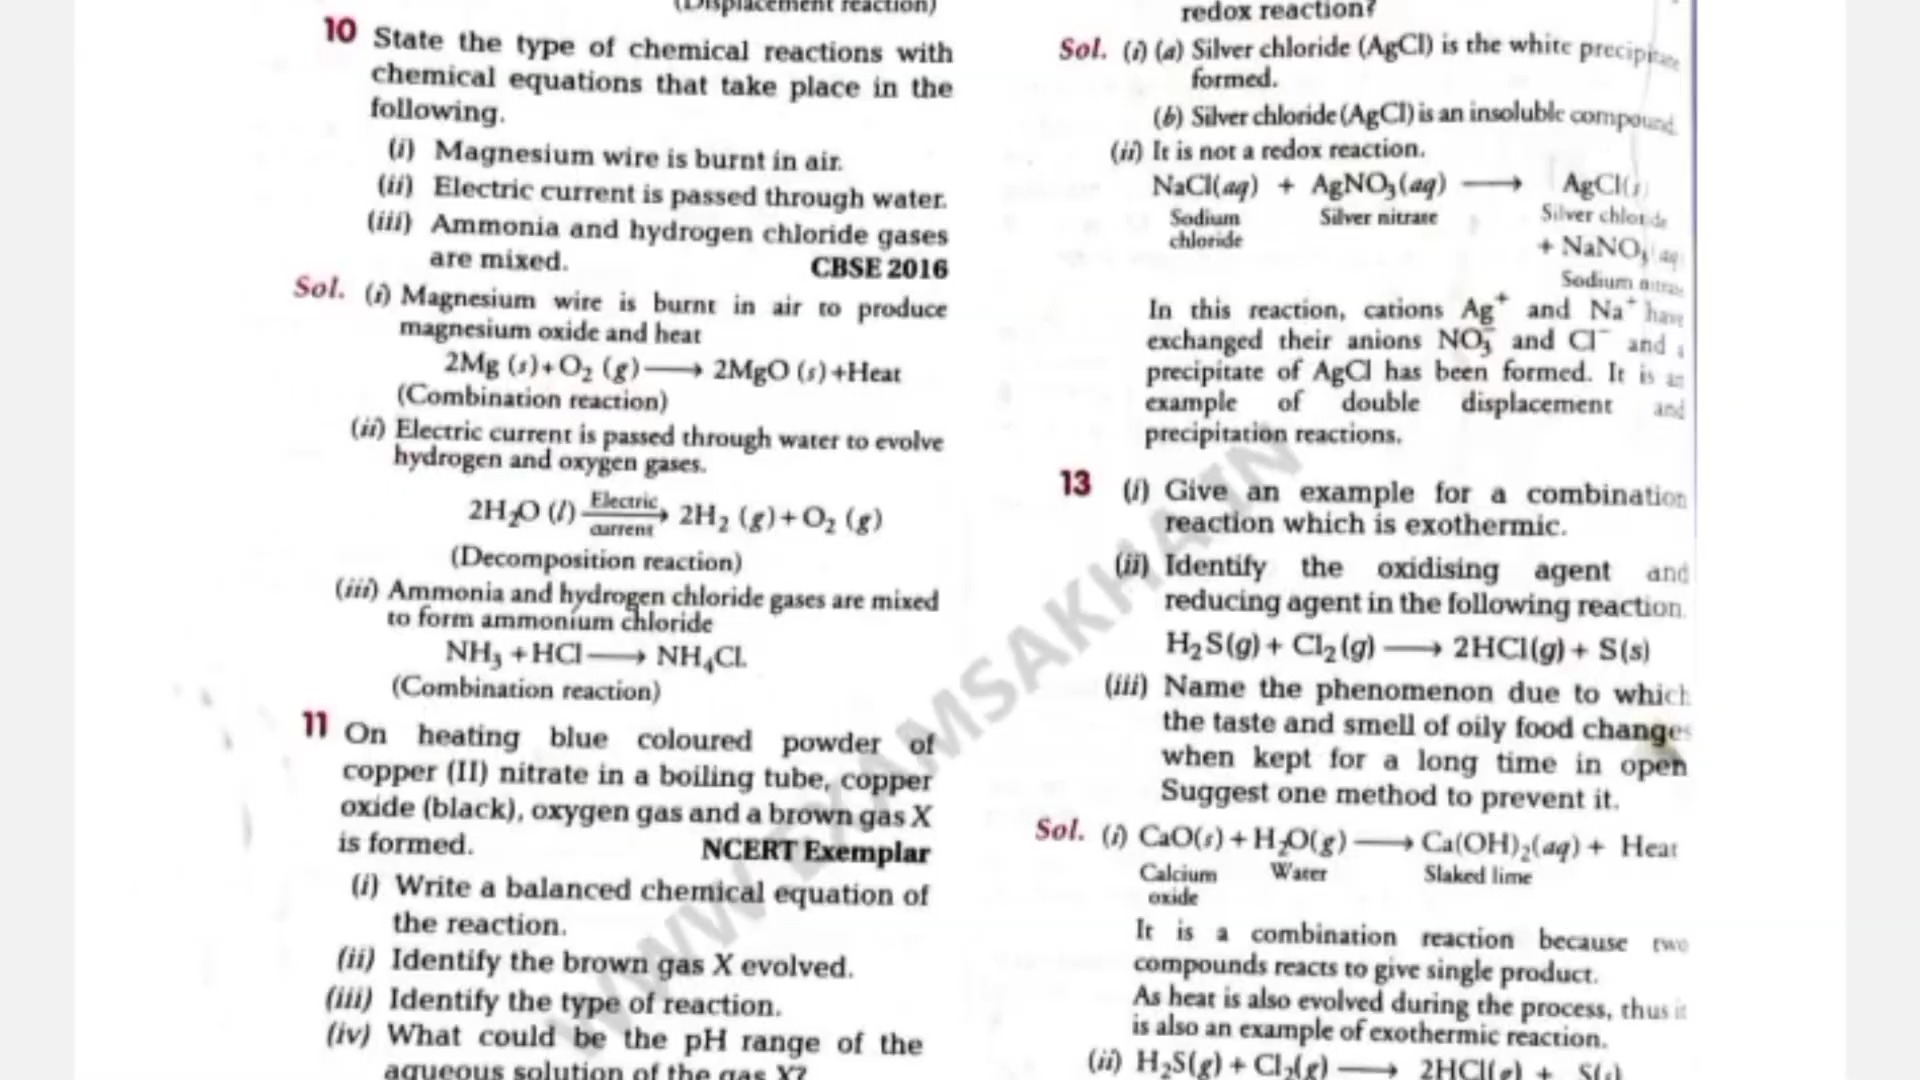 (Displacement reaction)
10 State the type of chemical reactions with
chemical equations that take place in the
following.
(i) Magnesium wire is burnt in air.
(ii) Electric current is passed through water.
(iii) Ammonia and hydrogen chloride gases
are mixed. CBSE 2016
Sol. (i) Magnesium wire is burnt in air to produce
magnesium oxide and heat
2Mg (s)+O₂ (g) ⟶ 2MgO (s)+Heat
(Combination reaction)
(ii) Electric current is passed through water to evolve
hydrogen and oxygen gases.
Electric
2H₂O (l) ⟶ 2H₂ (g)+O₂ (g)
current
(Decomposition reaction)
(iii) Ammonia and hydrogen chloride gases are mixed
to form ammonium chloride
NH₃ +HCl ⟶ NH₄Cl.
(Combination reaction)
11 On heating blue coloured powder of
copper (II) nitrate in a boiling tube, copper
oxide (black), oxygen gas and a brown gas X
is formed. NCERT Exemplar
(i) Write a balanced chemical equation of
the reaction.
(ii) Identify the brown gas X evolved.
(iii) Identify the type of reaction.
(iv) What could be the pH range of the
aqueous solution of the gas X?
redox reaction?
Sol. (i) (a) Silver chloride (AgCl) is the white precipitate
formed.
(b) Silver chloride (AgCl) is an insoluble compound.
(ii) It is not a redox reaction.
NaCl(aq) + AgNO₃(aq) ⟶ AgCl(s)
Sodium Silver nitrate Silver chloride
chloride
+ NaNO₃(aq)
Sodium nitrate
In this reaction, cations Ag⁺ and Na⁺ have
exchanged their anions NO₃⁻ and Cl⁻ and a
precipitate of AgCl has been formed. It is an
example of double displacement and
precipitation reactions.
13 (i) Give an example for a combination
reaction which is exothermic.
(ii) Identify the oxidising agent and
reducing agent in the following reaction.
H₂S(g) + Cl₂(g) ⟶ 2HCl(g) + S(s)
(iii) Name the phenomenon due to which
the taste and smell of oily food changes
when kept for a long time in open
Suggest one method to prevent it.
Sol. (i) CaO(s) + H₂O(g) ⟶ Ca(OH)₂(aq) + Heat
Calcium Water Slaked lime
oxide
It is a combination reaction because two
compounds reacts to give single product.
As heat is also evolved during the process, thus it
is also an example of exothermic reaction.
(ii) H₂S(g) + Cl₂(g) ⟶ 2HCl(g) + S(s)
WWW.EXAMSAKHA.IN